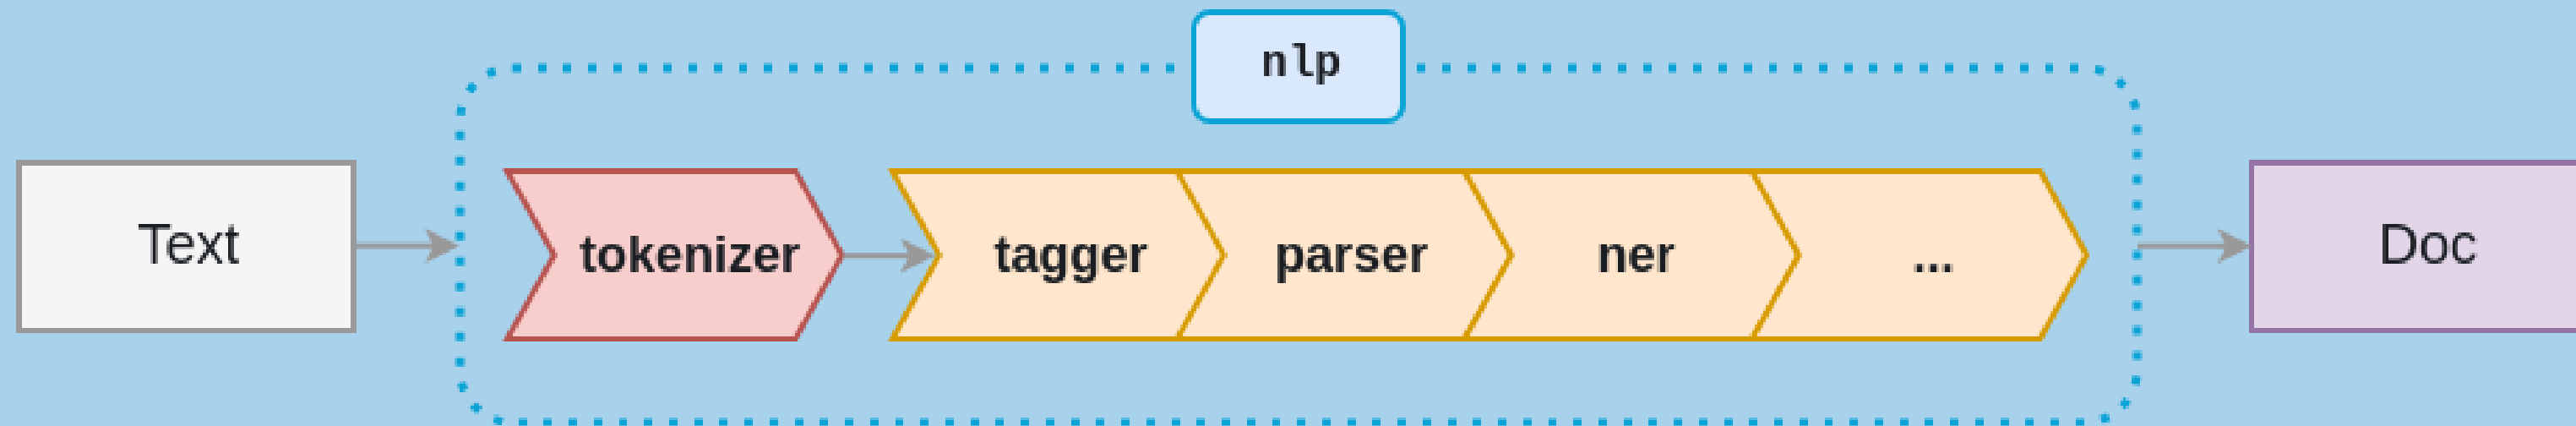 nlp
Text
tokenizer
tagger
parser
ner
...
Doc